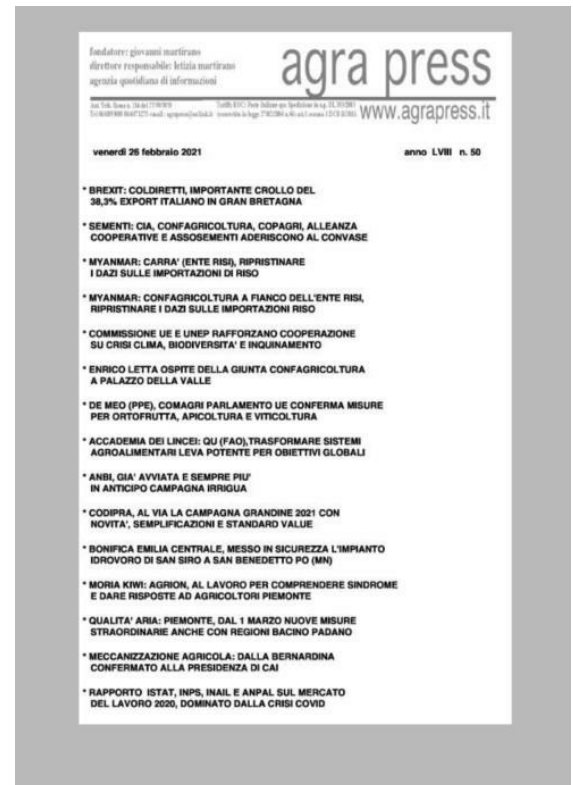 fondatore: giovanni martirano
direttore responsabile: letizia martirano
agenzia quotidiana di informazioni
agra press
www.agrapress.it
venerdì 26 febbraio 2021 anno LVIII n. 50
* BREXIT: COLDIRETTI, IMPORTANTE CROLLO DEL
38,3% EXPORT ITALIANO IN GRAN BRETAGNA
* SEMENTI: CIA, CONFAGRICOLTURA, COPAGRI, ALLEANZA
COOPERATIVE E ASSOSEMENTI ADERISCONO AL CONVASE
* MYANMAR: CARRA' (ENTE RISI), RIPRISTINARE
I DAZI SULLE IMPORTAZIONI DI RISO
* MYANMAR: CONFAGRICOLTURA A FIANCO DELL'ENTE RISI,
RIPRISTINARE I DAZI SULLE IMPORTAZIONI RISO
* COMMISSIONE UE E UNEP RAFFORZANO COOPERAZIONE
SU CRISI CLIMA, BIODIVERSITA' E INQUINAMENTO
* ENRICO LETTA OSPITE DELLA GIUNTA CONFAGRICOLTURA
A PALAZZO DELLA VALLE
* DE MEO (PPE), COMAGRI PARLAMENTO UE CONFERMA MISURE
PER ORTOFRUTTA, APICOLTURA E VITICOLTURA
* ACCADEMIA DEI LINCEI: QU (FAO),TRASFORMARE SISTEMI
AGROALIMENTARI LEVA POTENTE PER OBIETTIVI GLOBALI
* ANBI, GIA' AVVIATA E SEMPRE PIU'
IN ANTICIPO CAMPAGNA IRRIGUA
* CODIPRA, AL VIA LA CAMPAGNA GRANDINE 2021 CON
NOVITA', SEMPLIFICAZIONI E STANDARD VALUE
* BONIFICA EMILIA CENTRALE, MESSO IN SICUREZZA L'IMPIANTO
IDROVORO DI SAN SIRO A SAN BENEDETTO PO (MN)
* MORIA KIWI: AGRION, AL LAVORO PER COMPRENDERE SINDROME
E DARE RISPOSTE AD AGRICOLTORI PIEMONTE
* QUALITA' ARIA: PIEMONTE, DAL 1 MARZO NUOVE MISURE
STRAORDINARIE ANCHE CON REGIONI BACINO PADANO
* MECCANIZZAZIONE AGRICOLA: DALLA BERNARDINA
CONFERMATO ALLA PRESIDENZA DI CAI
* RAPPORTO ISTAT, INPS, INAIL E ANPAL SUL MERCATO
DEL LAVORO 2020, DOMINATO DALLA CRISI COVID